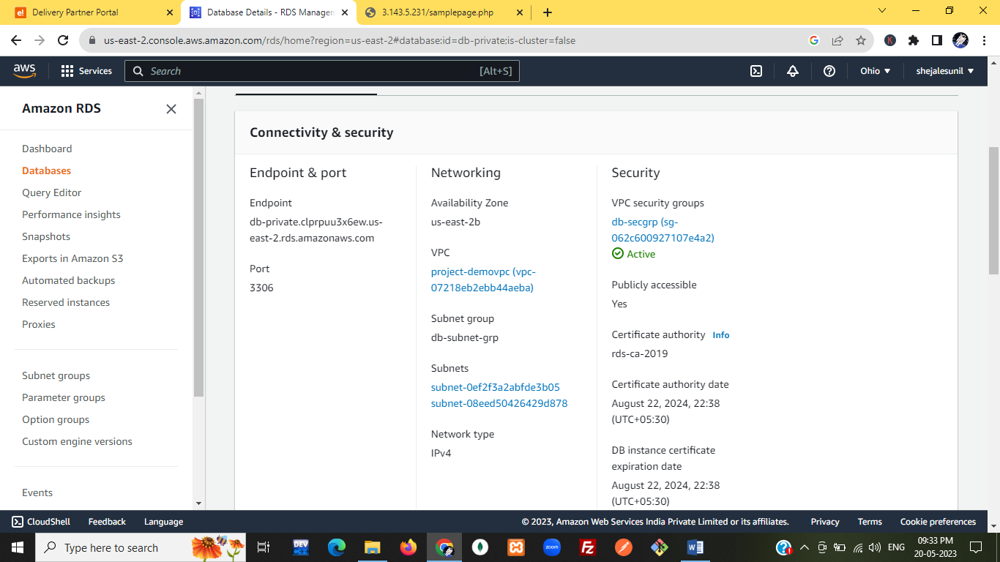 Delivery Partner Portal
Database Details - RDS Managen
3.143.5.231/samplepage.php
us-east-2.console.aws.amazon.com/rds/home?region=us-east-2#database:id=db-private;is-cluster=false
aws
Services
Search
[Alt+S]
Ohio
shejalesunil
Amazon RDS
Dashboard
Databases
Query Editor
Performance insights
Snapshots
Exports in Amazon S3
Automated backups
Reserved instances
Proxies
Subnet groups
Parameter groups
Option groups
Custom engine versions
Events
Connectivity & security
Endpoint & port
Endpoint
db-private.clprpuu3x6ew.us-
east-2.rds.amazonaws.com
Port
3306
Networking
Availability Zone
us-east-2b
VPC
project-demovpc (vpc-
07218eb2ebb44aeba)
Subnet group
db-subnet-grp
Subnets
subnet-0ef2f3a2abfde3b05
subnet-08eed50426429d878
Network type
IPv4
Security
VPC security groups
db-secgrp (sg-
062c600927107e4a2)
Active
Publicly accessible
Yes
Certificate authority Info
rds-ca-2019
Certificate authority date
August 22, 2024, 22:38
(UTC+05:30)
DB instance certificate
expiration date
August 22, 2024, 22:38
(UTC+05:30)
CloudShell
Feedback
Language
© 2023, Amazon Web Services India Private Limited or its affiliates.
Privacy
Terms
Cookie preferences
Type here to search
DEV
zoom
Fz
W
ENG
09:33 PM
20-05-2023